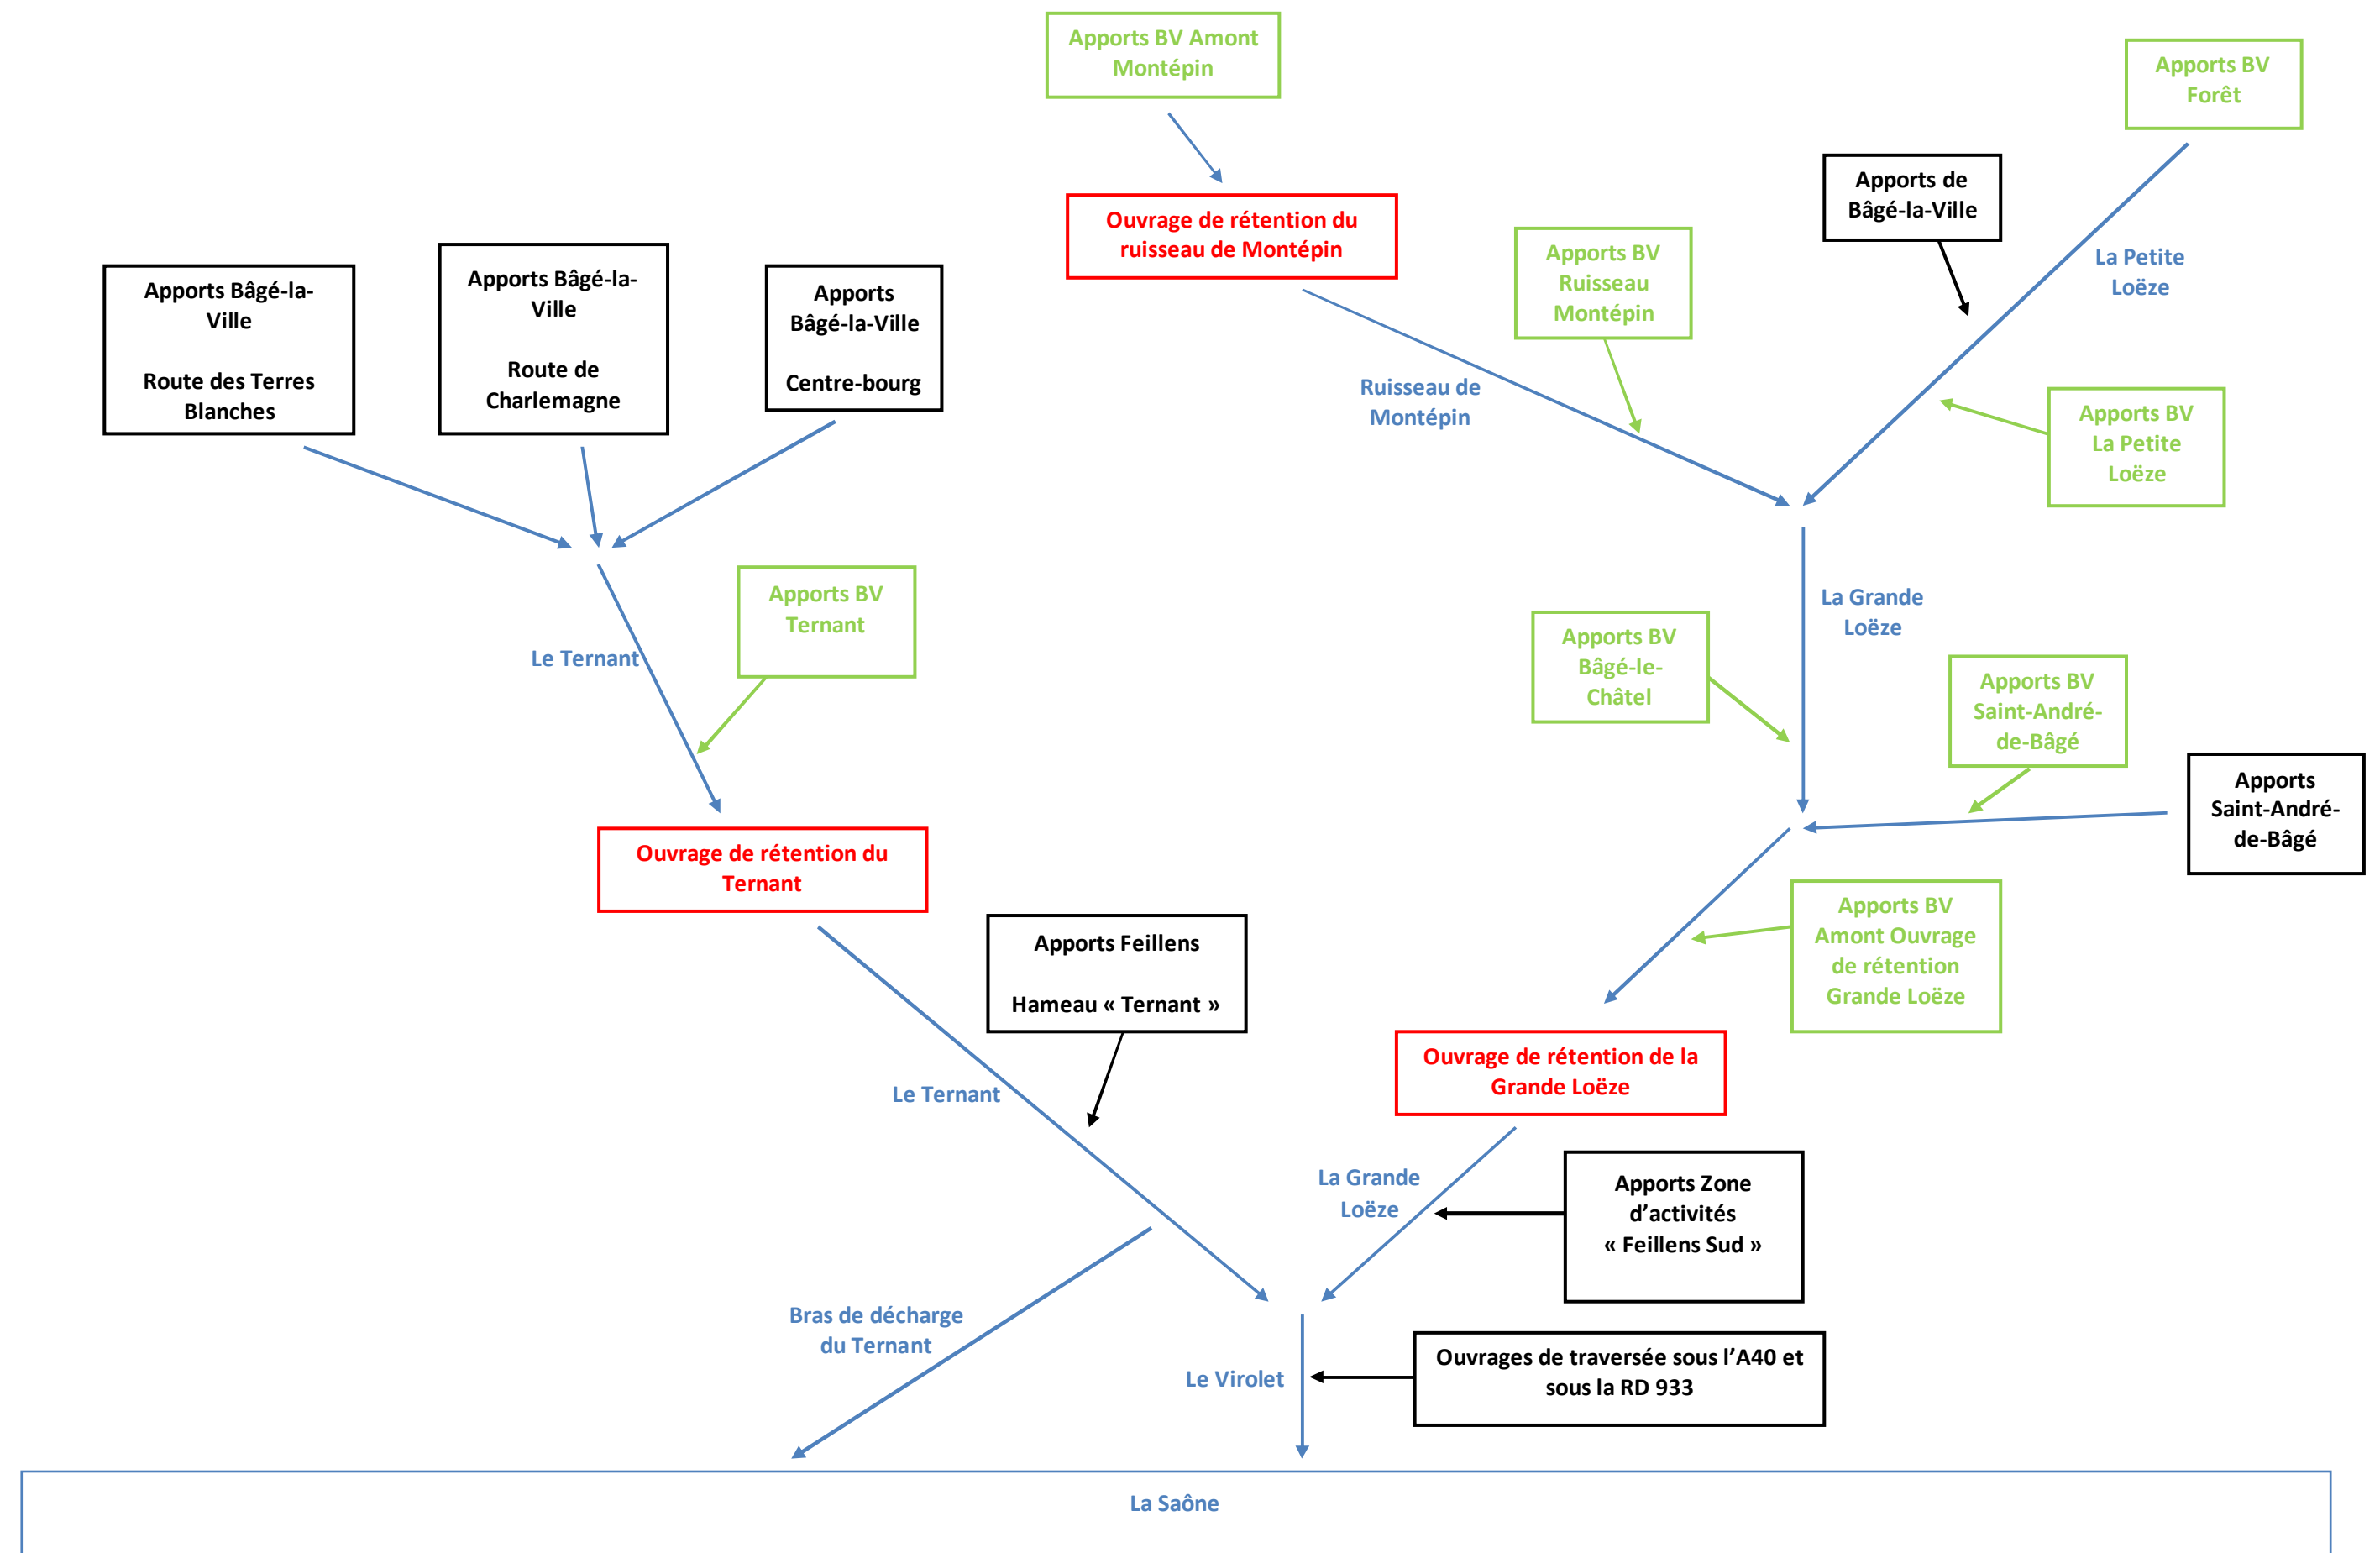 Apports BV Amont
Montépin
Apports BV
Forêt
Apports de
Bâgé-la-Ville
Ouvrage de rétention du
ruisseau de Montépin
Apports BV
Ruisseau
Montépin
La Petite
Loëze
Apports Bâgé-la-
Ville
Route des Terres
Blanches
Apports Bâgé-la-
Ville
Route de
Charlemagne
Apports
Bâgé-la-Ville
Centre-bourg
Ruisseau de
Montépin
Apports BV
La Petite
Loëze
Apports BV
Ternant
Le Ternant
La Grande
Loëze
Apports BV
Bâgé-le-
Châtel
Apports BV
Saint-André-
de-Bâgé
Apports
Saint-André-
de-Bâgé
Ouvrage de rétention du
Ternant
Apports BV
Amont Ouvrage
de rétention
Grande Loëze
Apports Feillens
Hameau « Ternant »
Ouvrage de rétention de la
Grande Loëze
Le Ternant
La Grande
Loëze
Apports Zone
d’activités
« Feillens Sud »
Bras de décharge
du Ternant
Le Virolet
Ouvrages de traversée sous l’A40 et
sous la RD 933
La Saône